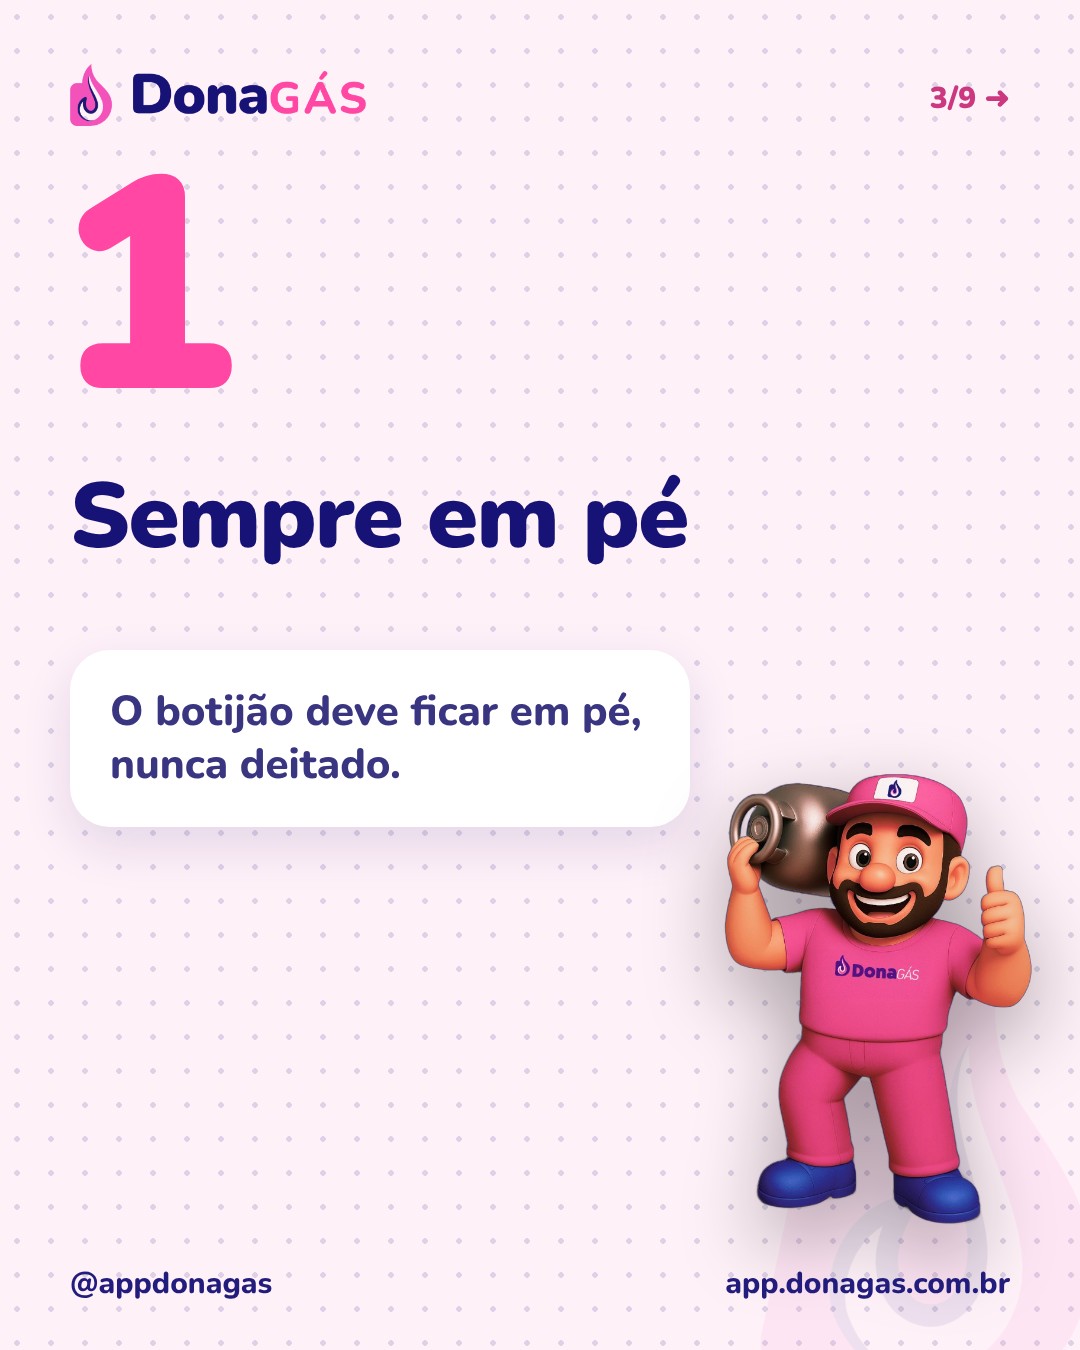 DonaGÁS
3/9 →
1
Sempre em pé
O botijão deve ficar em pé,
nunca deitado.
DonaGÁS
@appdonagas
app.donagas.com.br